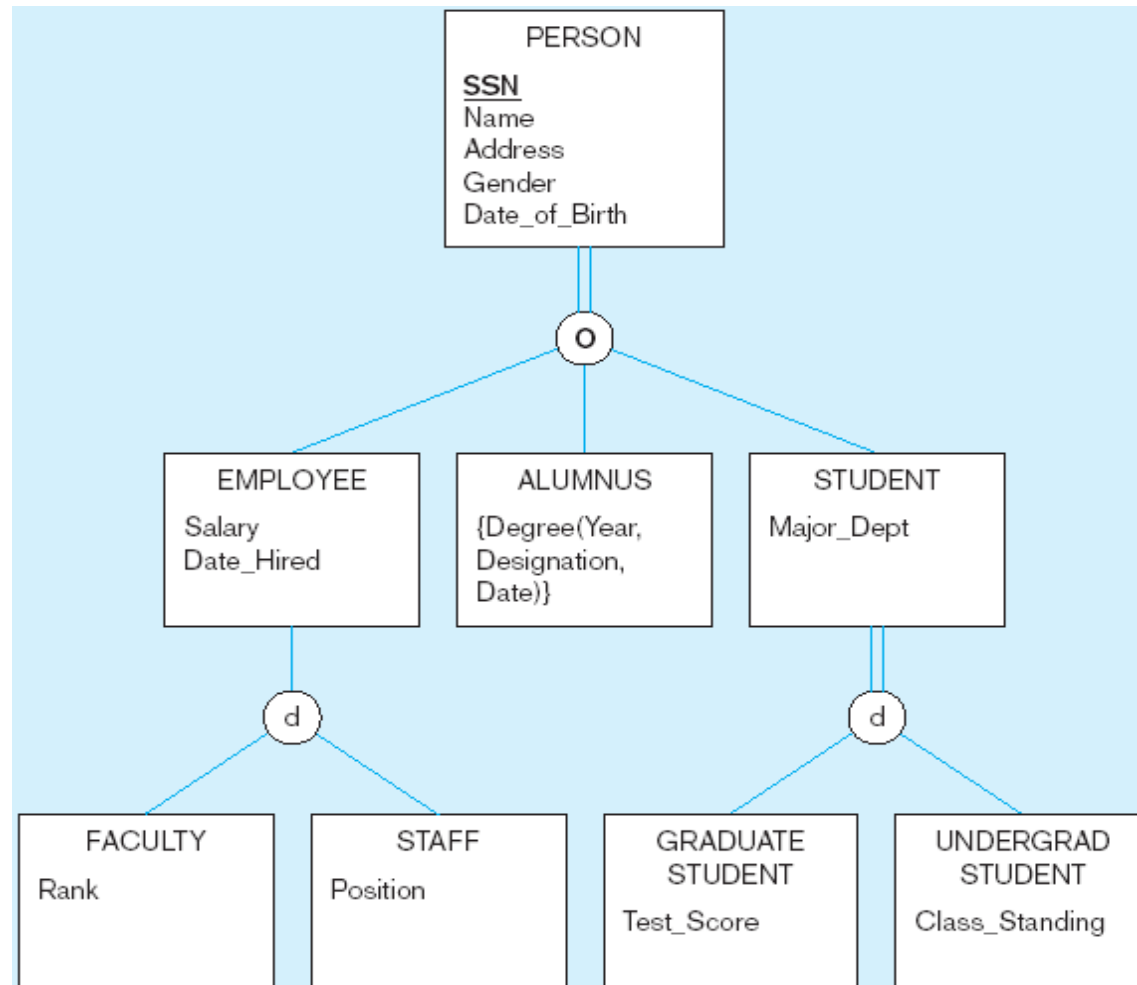 PERSON
SSN
Name
Address
Gender
Date_of_Birth
O
EMPLOYEE
Salary
Date_Hired
ALUMNUS
{Degree(Year,
Designation,
Date)}
STUDENT
Major_Dept
d
d
FACULTY
Rank
STAFF
Position
GRADUATE
STUDENT
Test_Score
UNDERGRAD
STUDENT
Class_Standing